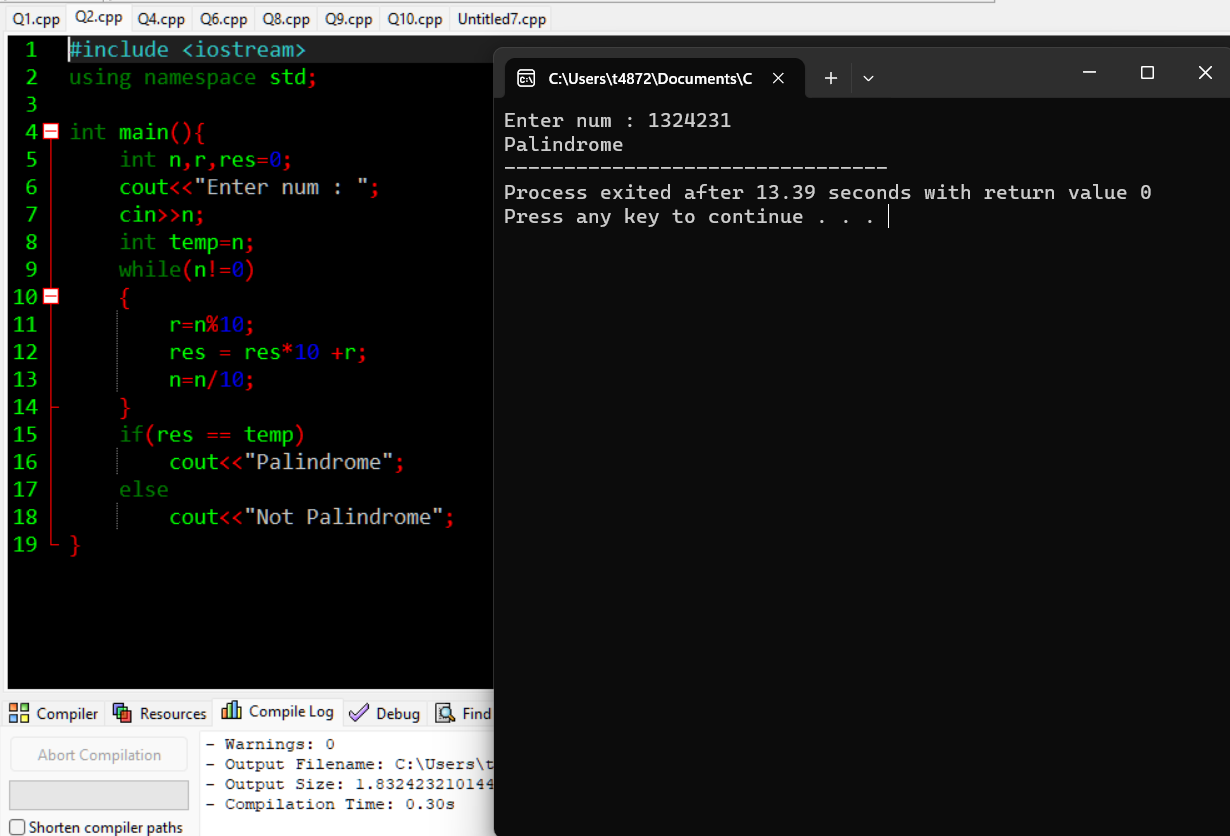 Q1.cpp Q2.cpp Q4.cpp Q6.cpp Q8.cpp Q9.cpp Q10.cpp Untitled7.cpp
1 #include <iostream>
2 using namespace std;
3
4 int main(){
5 int n,r,res=0;
6 cout<<"Enter num : ";
7 cin>>n;
8 int temp=n;
9 while(n!=0)
10 {
11 r=n%10;
12 res = res*10 +r;
13 n=n/10;
14 }
15 if(res == temp)
16 cout<<"Palindrome";
17 else
18 cout<<"Not Palindrome";
19 }
C:\Users\t4872\Documents\C
Enter num : 1324231
Palindrome
--------------------------------
Process exited after 13.39 seconds with return value 0
Press any key to continue . . .
Compiler Resources Compile Log Debug Find
Abort Compilation
Shorten compiler paths
- Warnings: 0
- Output Filename: C:\Users\t
- Output Size: 1.832423210144
- Compilation Time: 0.30s